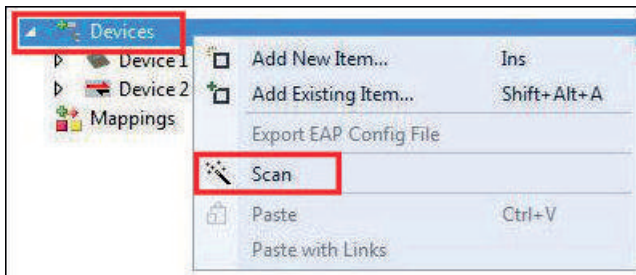 Devices
Device 1
Device 2
Mappings
Add New Item... Ins
Add Existing Item... Shift+Alt+A
Export EAP Config File
Scan
Paste Ctrl+V
Paste with Links